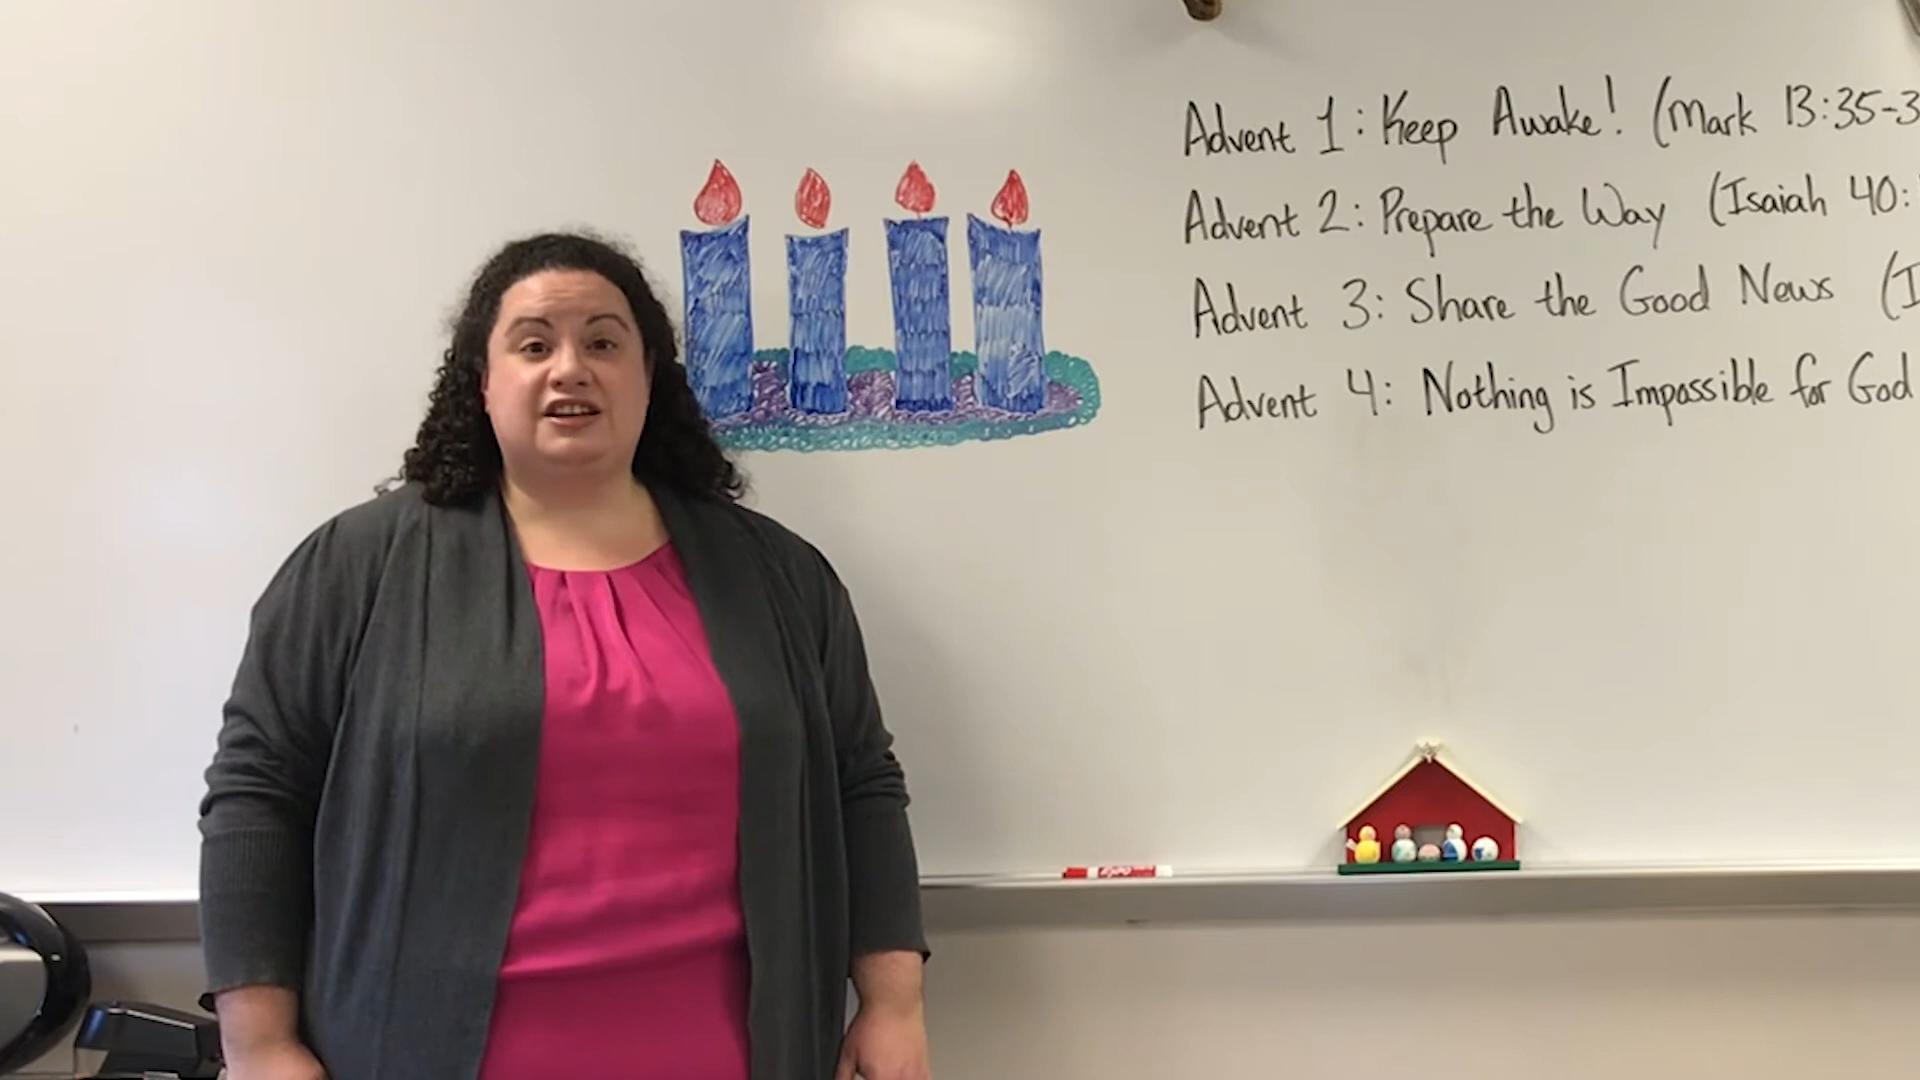 Advent 1: Keep Awake! (Mark 13:35-3
Advent 2: Prepare the Way (Isaiah 40:
Advent 3: Share the Good News (I
Advent 4: Nothing is Impossible for God